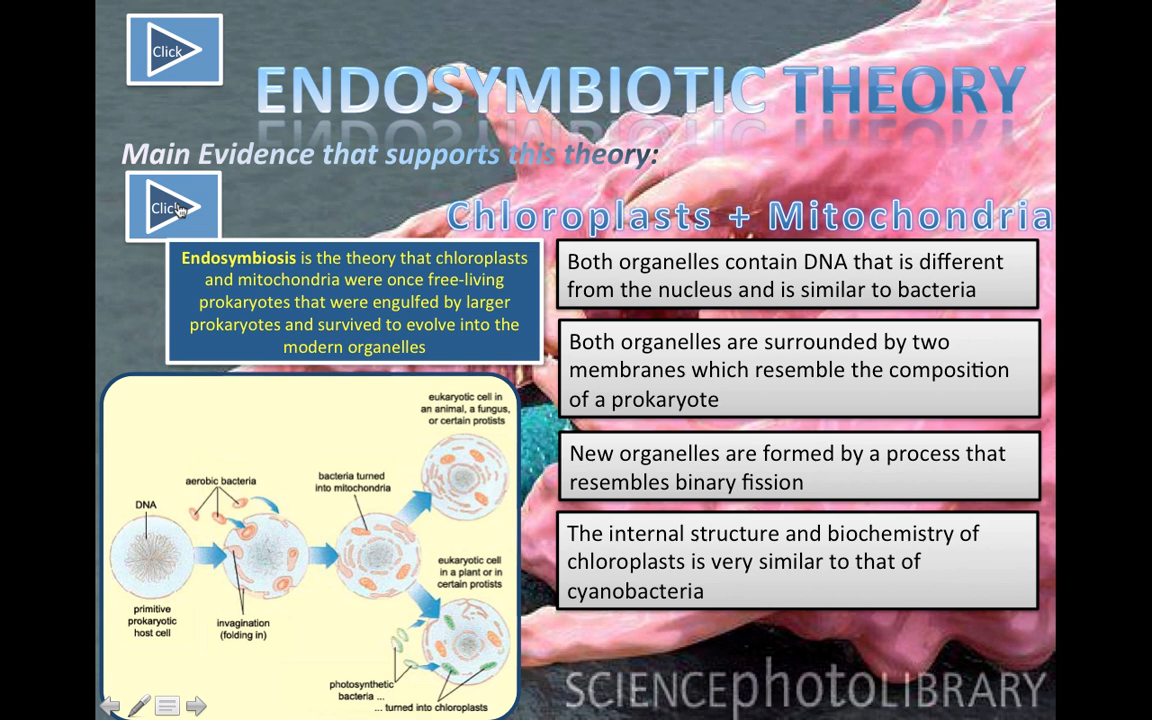 Click
ENDOSYMBIOTIC THEORY
Main Evidence that supports this theory:
Click
Chloroplasts + Mitochondria
Endosymbiosis is the theory that chloroplasts
and mitochondria were once free-living
prokaryotes that were engulfed by larger
prokaryotes and survived to evolve into the
modern organelles
Both organelles contain DNA that is different
from the nucleus and is similar to bacteria
Both organelles are surrounded by two
membranes which resemble the composition
of a prokaryote
New organelles are formed by a process that
resembles binary fission
The internal structure and biochemistry of
chloroplasts is very similar to that of
cyanobacteria
eukaryotic cell in
an animal, a fungus,
or certain protists
aerobic bacteria
bacteria turned
into mitochondria
DNA
eukaryotic cell
in a plant or in
certain protists
primitive
prokaryotic
host cell
invagination
(folding in)
photosynthetic
bacteria ...
... turned into chloroplasts
SCIENCEphotoLIBRARY